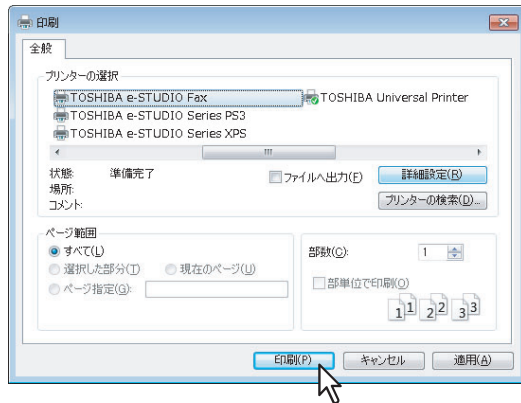 印刷
全般
プリンターの選択
TOSHIBA e-STUDIO Fax
TOSHIBA Universal Printer
TOSHIBA e-STUDIO Series PS3
TOSHIBA e-STUDIO Series XPS
状態: 準備完了
場所:
コメント:
ファイルへ出力(F)
詳細設定(R)
プリンターの検索(D)...
ページ範囲
すべて(L)
選択した部分(T)
現在のページ(U)
ページ指定(G):
部数(C): 1
部単位で印刷(O)
11 22 33
印刷(P)
キャンセル
適用(A)